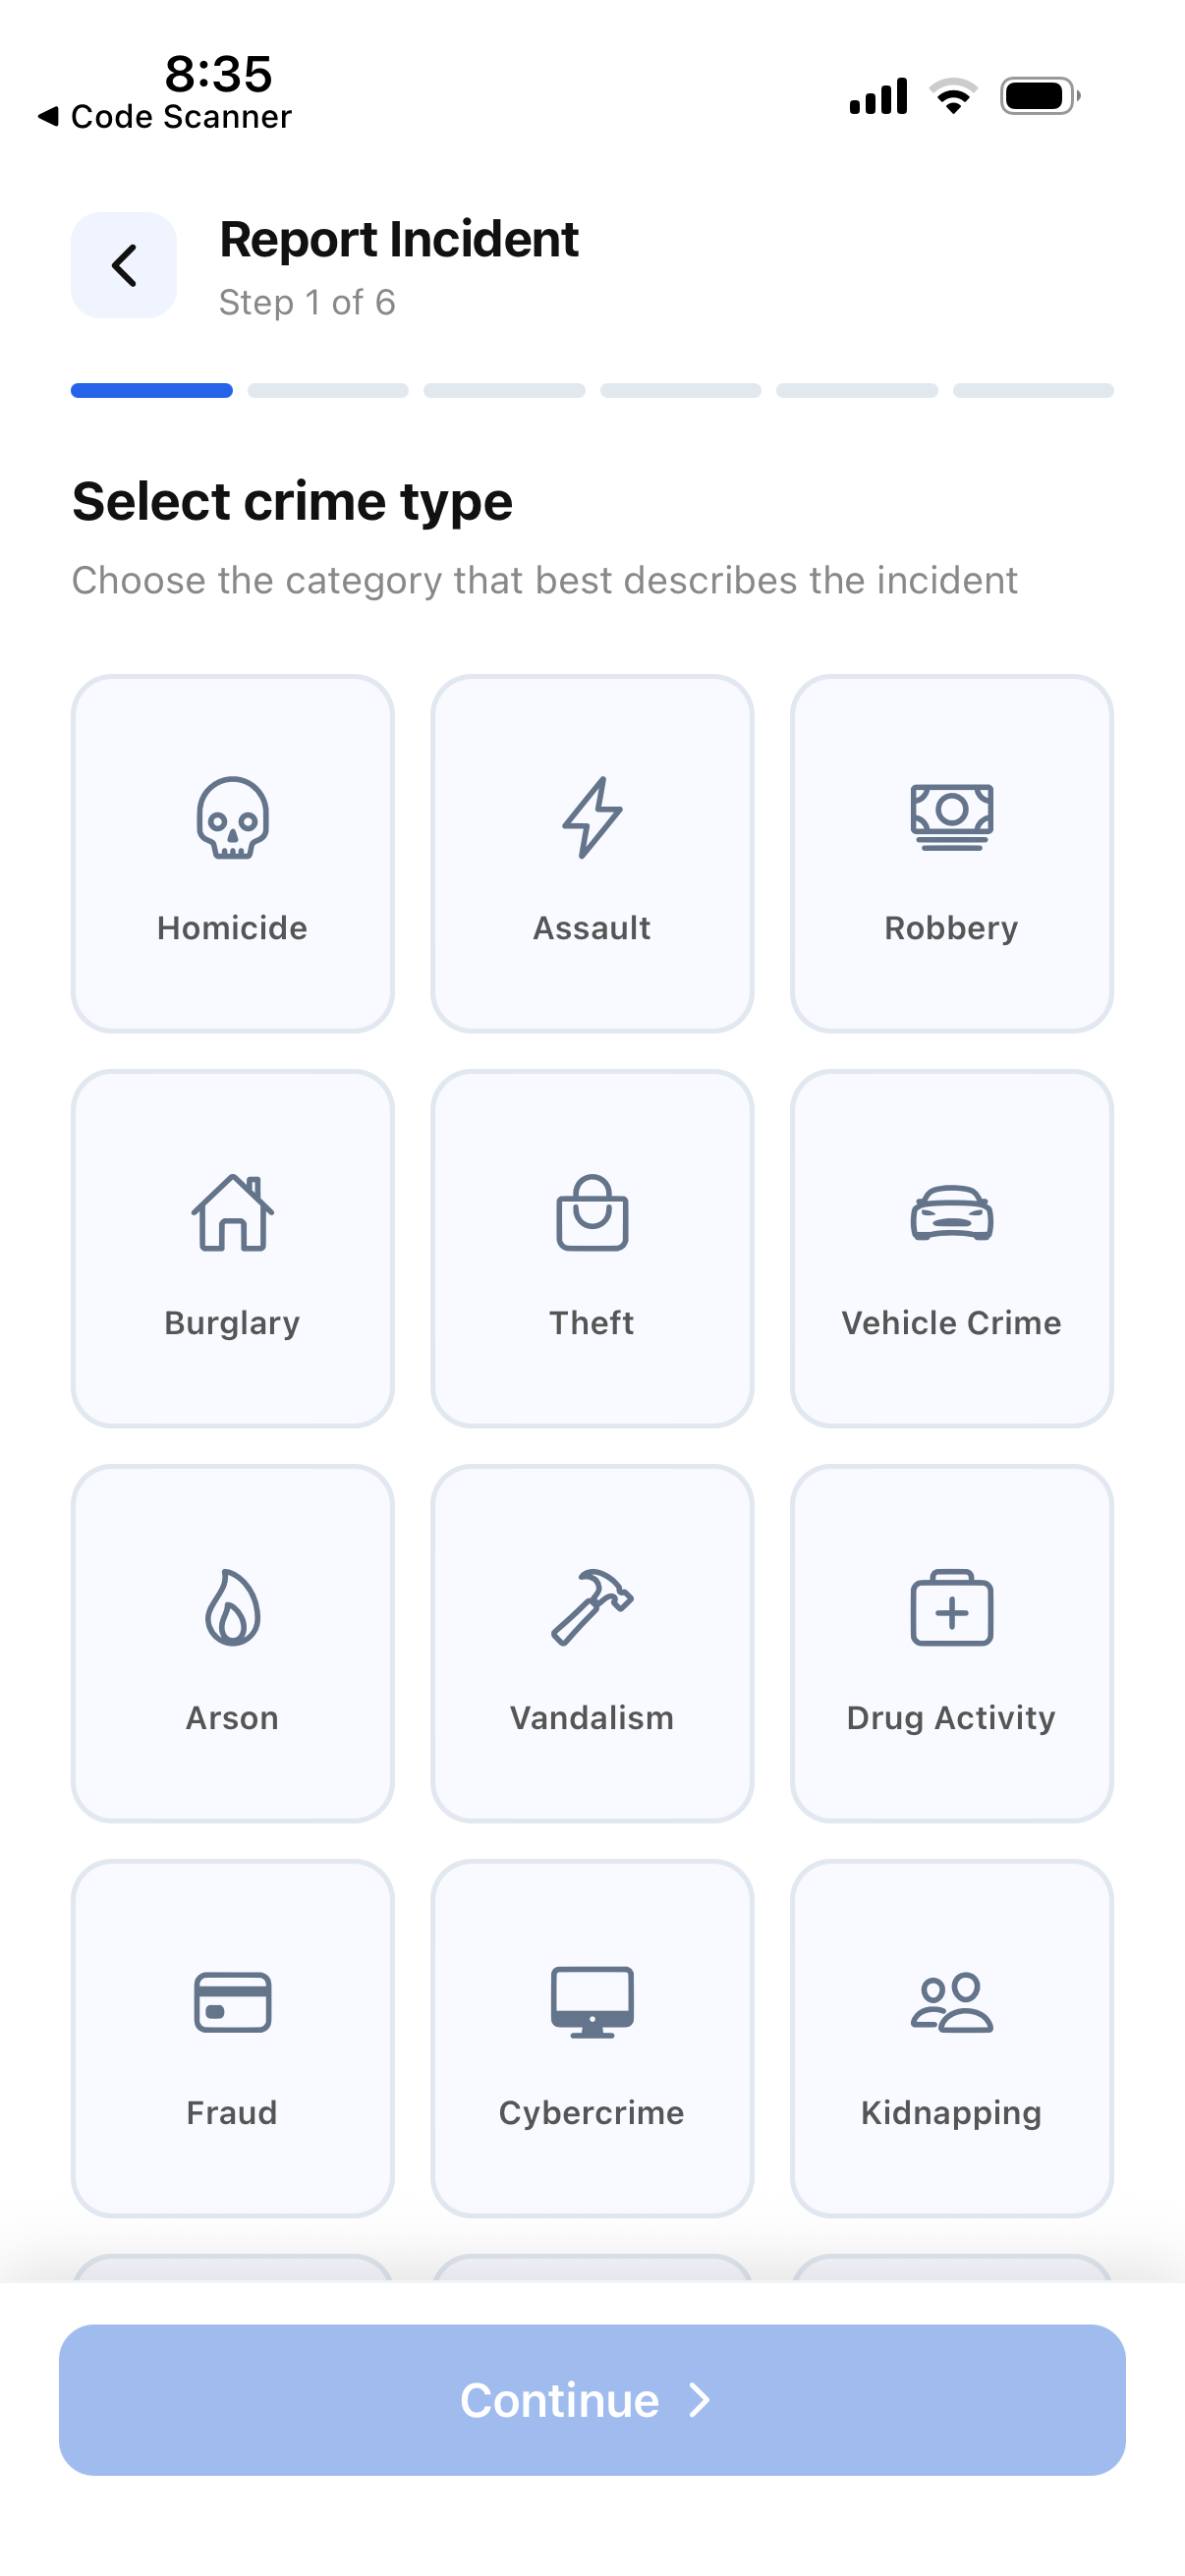 8:35
◀ Code Scanner
Report Incident
Step 1 of 6
Select crime type
Choose the category that best describes the incident
Homicide
Assault
Robbery
Burglary
Theft
Vehicle Crime
Arson
Vandalism
Drug Activity
Fraud
Cybercrime
Kidnapping
Continue